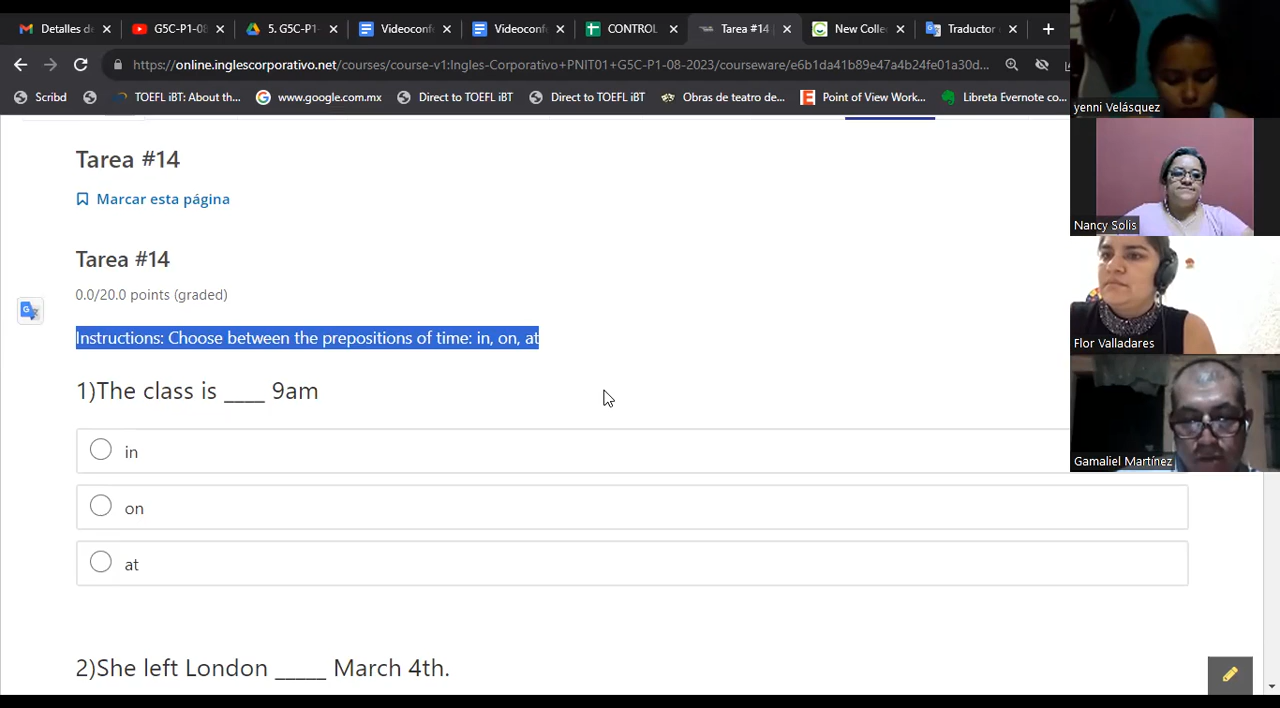 Detalles de
G5C-P1-08
5. G5C-P1-
Videoconf
Videoconf
CONTROL
Tarea #14 |
New Colle
Traductor
https://online.inglescorporativo.net/courses/course-v1:Ingles-Corporativo+PNIT01+G5C-P1-08-2023/courseware/e6b1da41b89e47a4b24fe01a30d...
Scribd
TOEFL iBT: About th...
www.google.com.mx
Direct to TOEFL iBT
Direct to TOEFL iBT
Obras de teatro de...
Point of View Work...
Libreta Evernote co...
yenni Velásquez
Nancy Solis
Flor Valladares
Gamaliel Martínez
Tarea #14
Marcar esta página
Tarea #14
0.0/20.0 points (graded)
Instructions: Choose between the prepositions of time: in, on, at
1)The class is ____ 9am
in
on
at
2)She left London _____ March 4th.